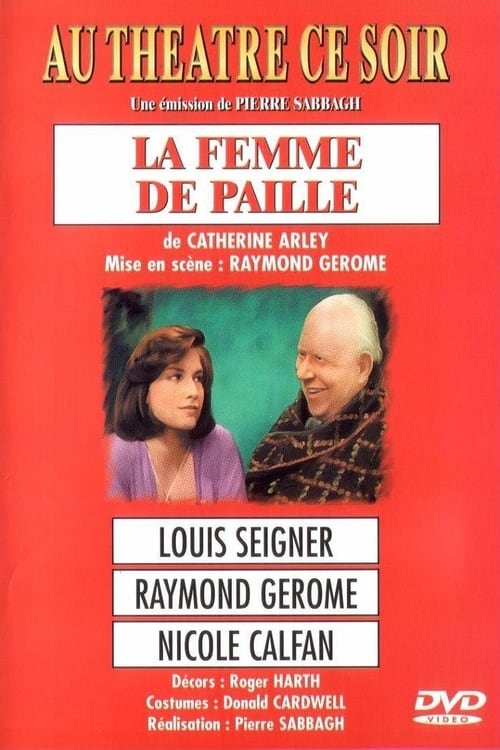 AU THEATRE CE SOIR
Une émission de PIERRE SABBAGH
LA FEMME
DE PAILLE
de CATHERINE ARLEY
Mise en scène : RAYMOND GEROME
LOUIS SEIGNER
RAYMOND GEROME
NICOLE CALFAN
Décors : Roger HARTH
Costumes : Donald CARDWELL
Réalisation : Pierre SABBAGH
DVD
VIDEO